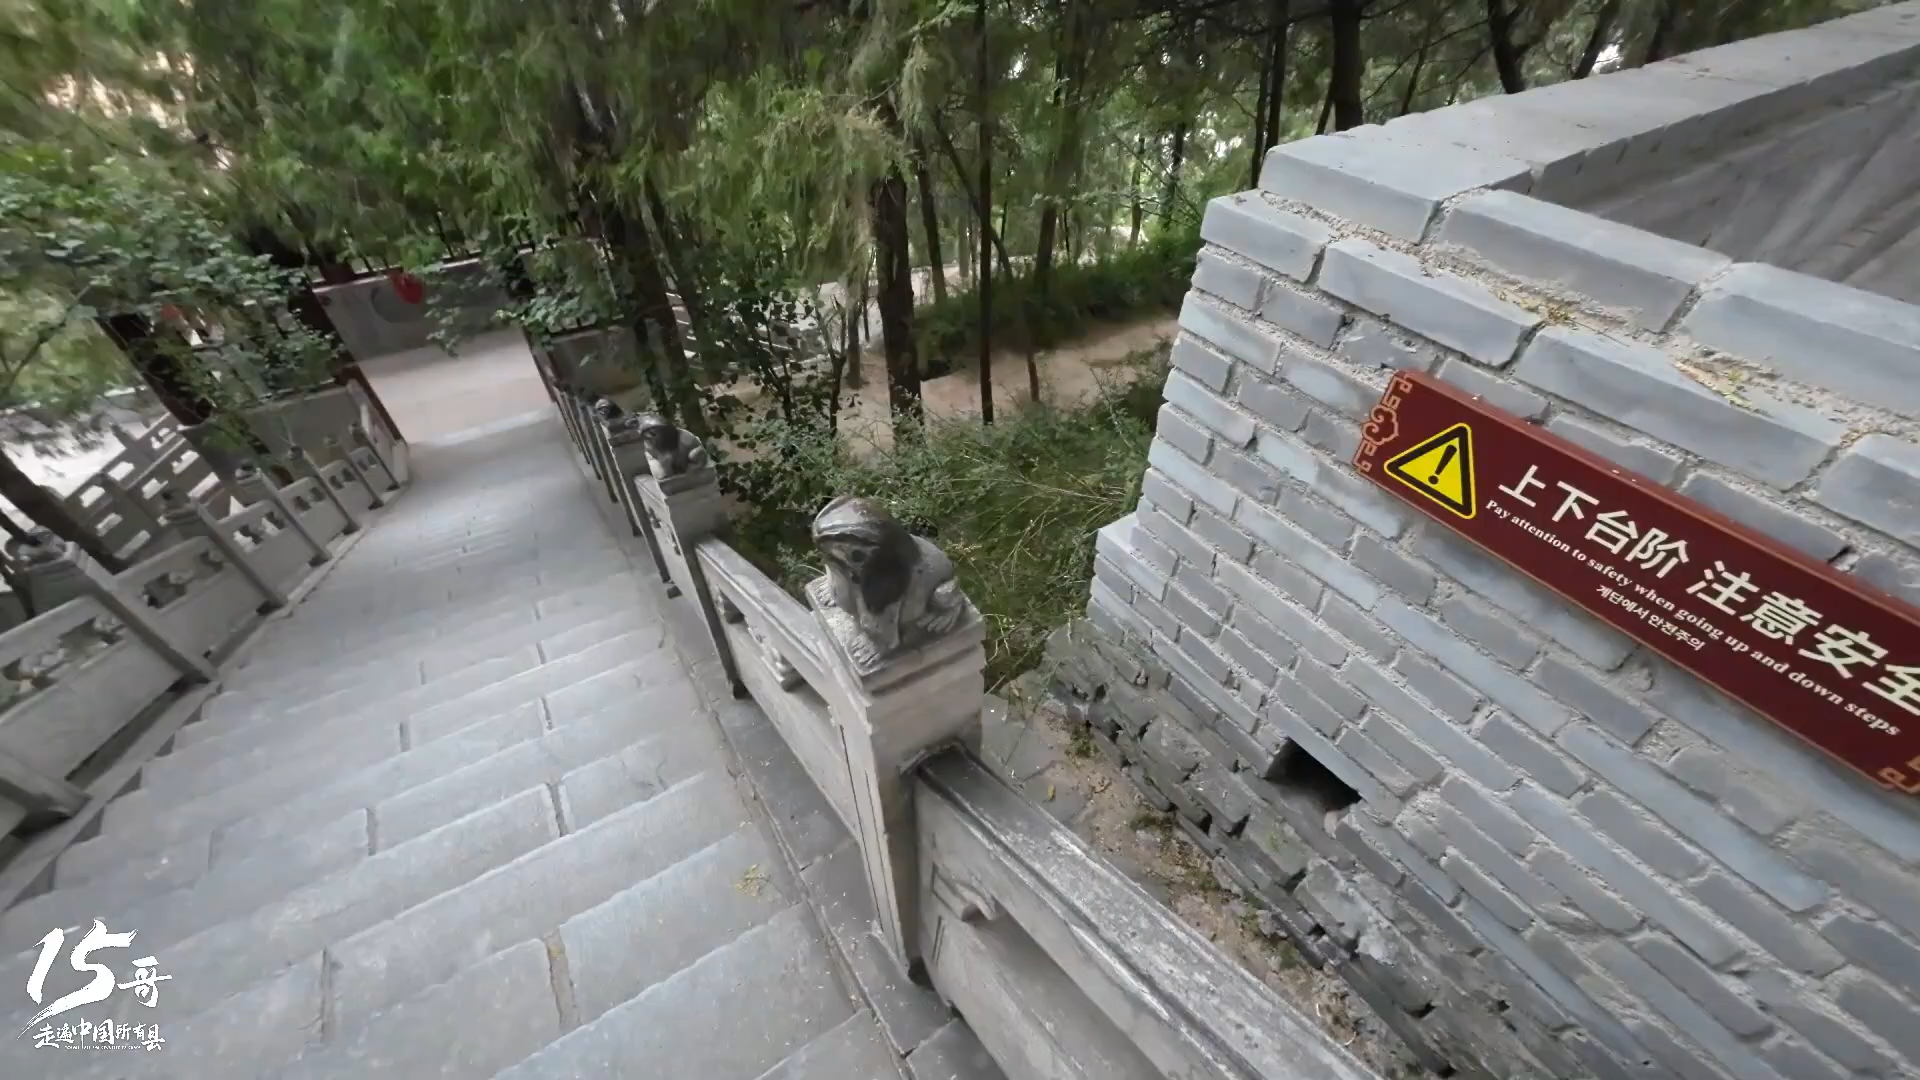 上下台阶 注意安全
Pay attention to safety when going up and down steps
계단에서 안전주의
15哥
走遍中国所有县